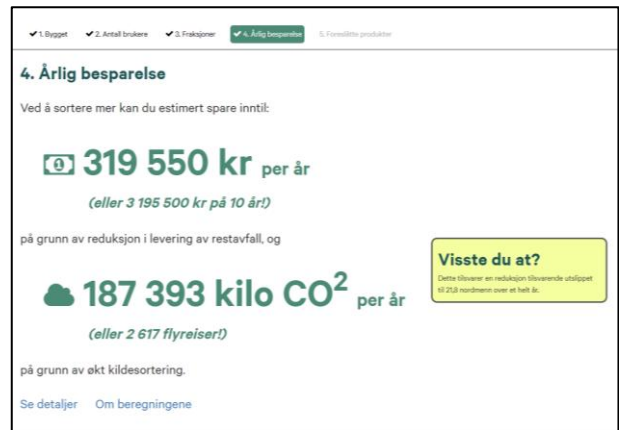 ✔ 1. Bygget ✔ 2. Antall brukere ✔ 3. Fraksjoner ✔ 4. Årlig besparelse 5. Foreslåtte produkter
4. Årlig besparelse
Ved å sortere mer kan du estimert spare inntil:
319 550 kr per år
(eller 3 195 500 kr på 10 år!)
på grunn av reduksjon i levering av restavfall, og
187 393 kilo CO² per år
(eller 2 617 flyreiser!)
på grunn av økt kildesortering.
Se detaljer Om beregningene
Visste du at?
Dette tilsvarer en reduksjon tilsvarende utslippet
til 21,8 nordmenn over et helt år.